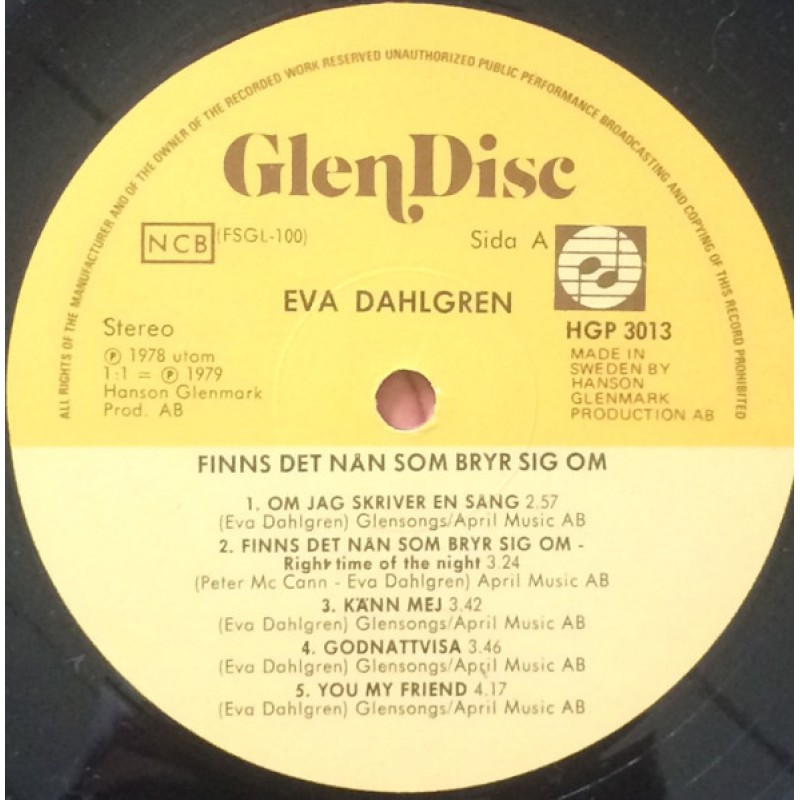 ALL RIGHTS OF THE MANUFACTURER AND OF THE OWNER OF THE RECORDED WORK RESERVED UNAUTHORIZED PUBLIC PERFORMANCE BROADCASTING AND COPYING OF THIS RECORD PROHIBITED
GlenDisc
NCB (FSGL-100)
Sida A
EVA DAHLGREN
Stereo
℗ 1978 utom
1:1 = ℗ 1979
Hanson Glenmark
Prod. AB
HGP 3013
MADE IN
SWEDEN BY
HANSON
GLENMARK
PRODUCTION AB
FINNS DET NÅN SOM BRYR SIG OM
1. OM JAG SKRIVER EN SÅNG 2.57
(Eva Dahlgren) Glensongs/April Music AB
2. FINNS DET NÅN SOM BRYR SIG OM -
Right time of the night 3.24
(Peter Mc Cann - Eva Dahlgren) April Music AB
3. KÄNN MEJ 3.42
(Eva Dahlgren) Glensongs/April Music AB
4. GODNATTVISA 3.46
(Eva Dahlgren) Glensongs/April Music AB
5. YOU MY FRIEND 4.17
(Eva Dahlgren) Glensongs/April Music AB